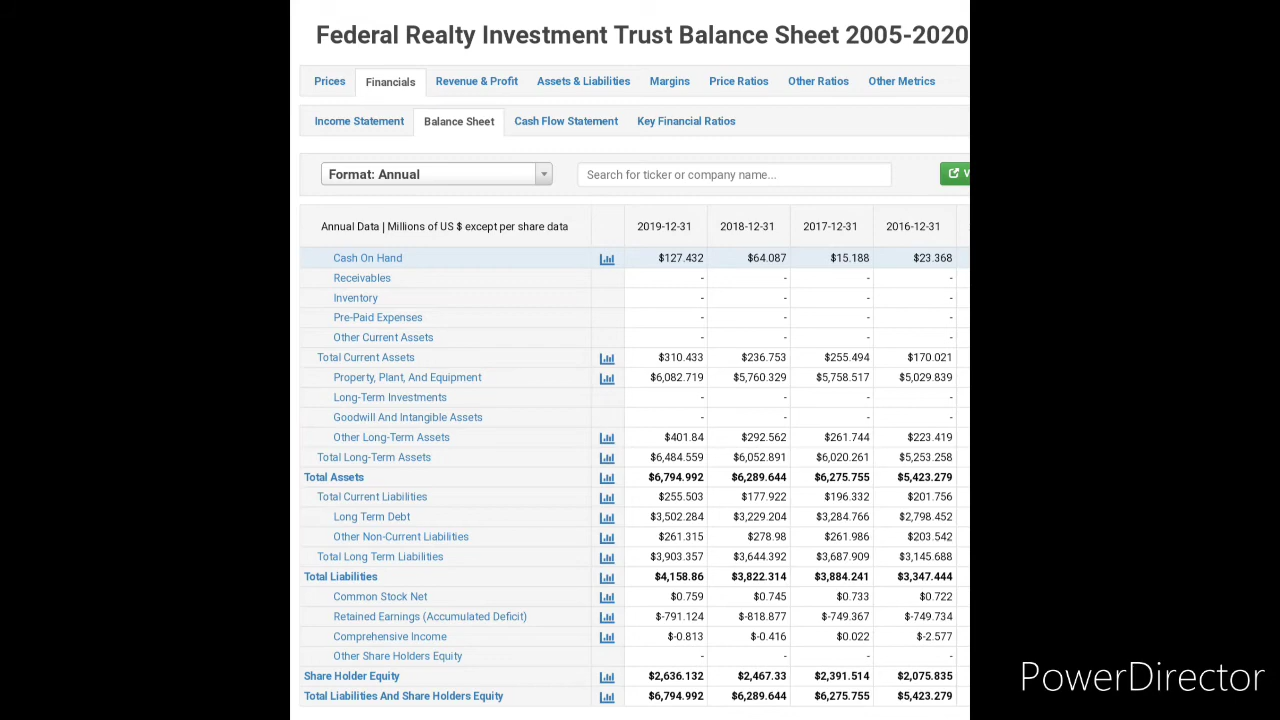 Federal Realty Investment Trust Balance Sheet 2005-2020
Prices Financials Revenue & Profit Assets & Liabilities Margins Price Ratios Other Ratios Other Metrics
Income Statement Balance Sheet Cash Flow Statement Key Financial Ratios
Format: Annual Search for ticker or company name... V
Annual Data | Millions of US $ except per share data 2019-12-31 2018-12-31 2017-12-31 2016-12-31
Cash On Hand $127.432 $64.087 $15.188 $23.368
Receivables - - - -
Inventory - - - -
Pre-Paid Expenses - - - -
Other Current Assets - - - -
Total Current Assets $310.433 $236.753 $255.494 $170.021
Property, Plant, And Equipment $6,082.719 $5,760.329 $5,758.517 $5,029.839
Long-Term Investments - - - -
Goodwill And Intangible Assets - - - -
Other Long-Term Assets $401.84 $292.562 $261.744 $223.419
Total Long-Term Assets $6,484.559 $6,052.891 $6,020.261 $5,253.258
Total Assets $6,794.992 $6,289.644 $6,275.755 $5,423.279
Total Current Liabilities $255.503 $177.922 $196.332 $201.756
Long Term Debt $3,502.284 $3,229.204 $3,284.766 $2,798.452
Other Non-Current Liabilities $261.315 $278.98 $261.986 $203.542
Total Long Term Liabilities $3,903.357 $3,644.392 $3,687.909 $3,145.688
Total Liabilities $4,158.86 $3,822.314 $3,884.241 $3,347.444
Common Stock Net $0.759 $0.745 $0.733 $0.722
Retained Earnings (Accumulated Deficit) $-791.124 $-818.877 $-749.367 $-749.734
Comprehensive Income $-0.813 $-0.416 $0.022 $-2.577
Other Share Holders Equity - - - -
Share Holder Equity $2,636.132 $2,467.33 $2,391.514 $2,075.835
Total Liabilities And Share Holders Equity $6,794.992 $6,289.644 $6,275.755 $5,423.279
PowerDirector